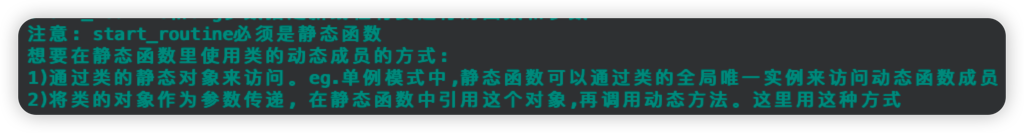 注意: start_routine必须是静态函数
想要在静态函数里使用类的动态成员的方式:
1)通过类的静态对象来访问。eg.单例模式中,静态函数可以通过类的全局唯一实例来访问动态函数成员
2)将类的对象作为参数传递, 在静态函数中引用这个对象,再调用动态方法。这里用这种方式